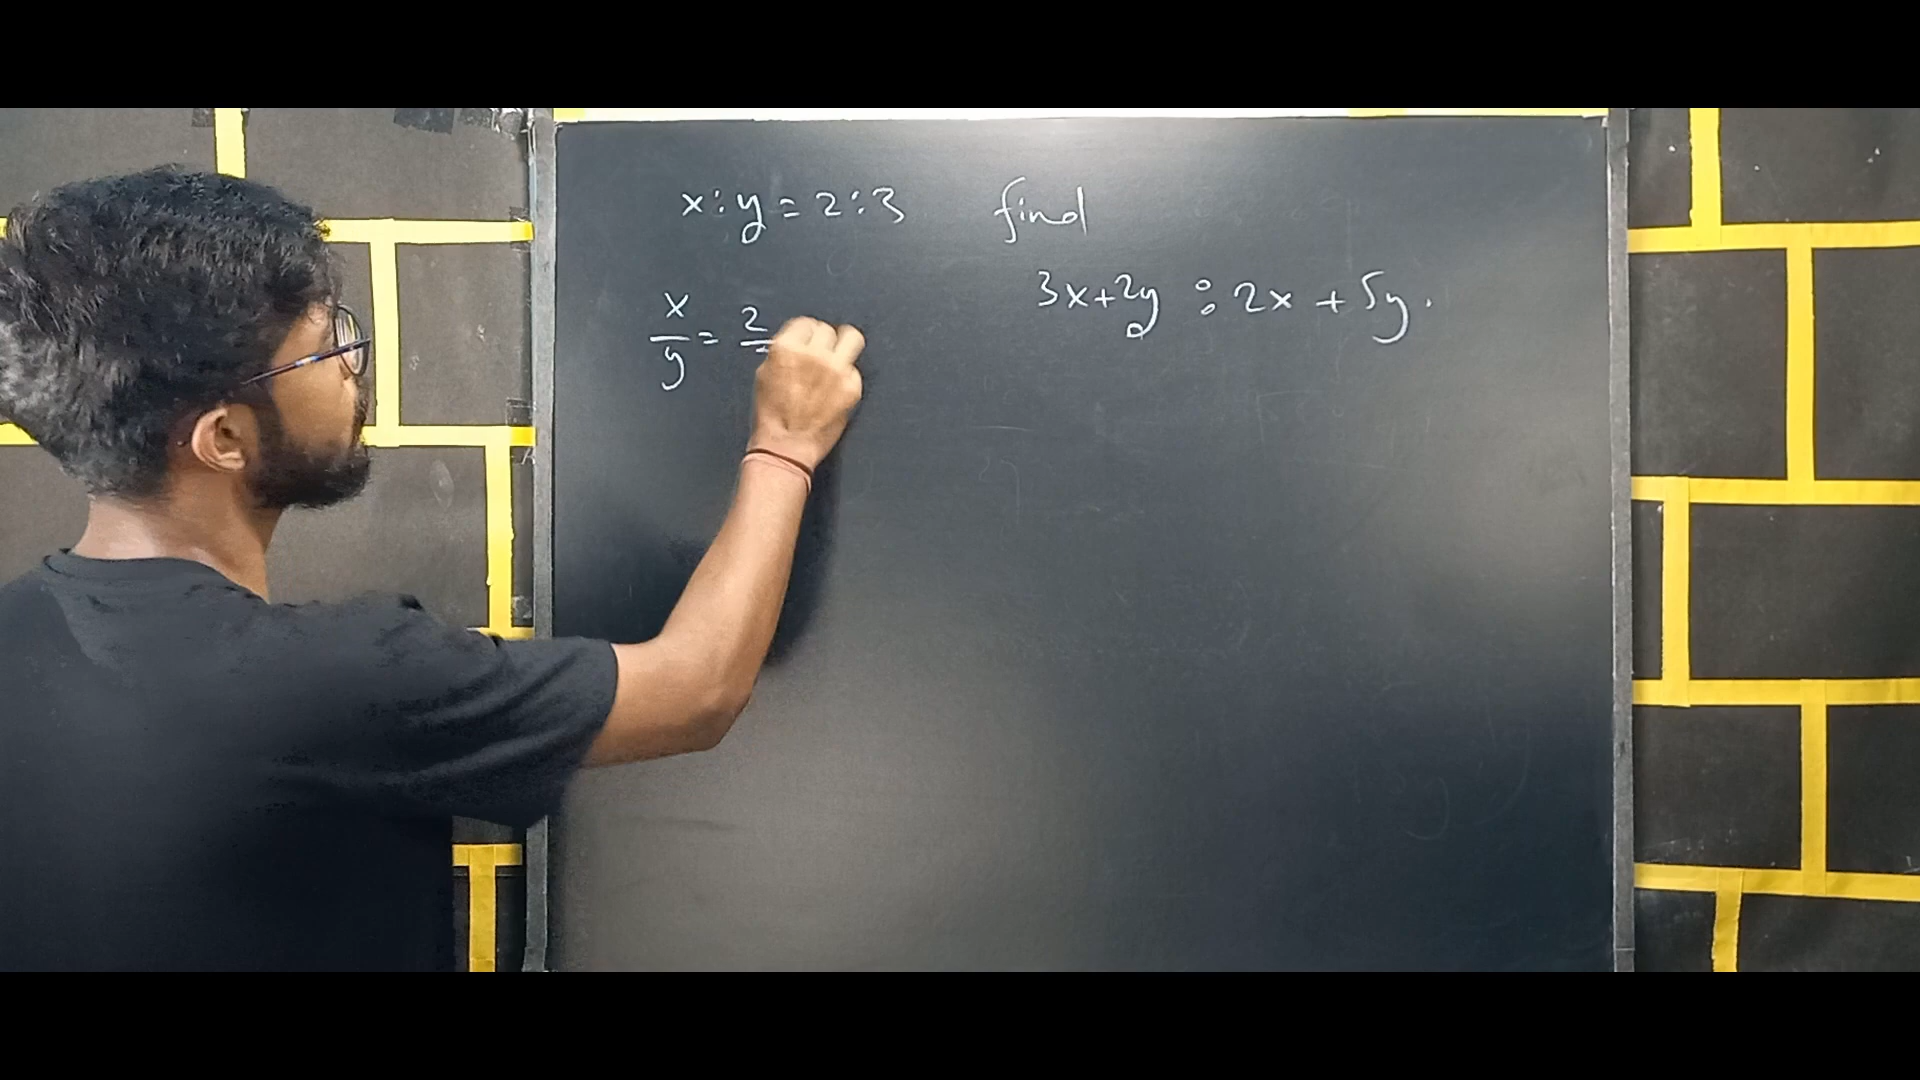 x:y = 2:3 find
3x+2y : 2x + 5y.
x/y = 2/